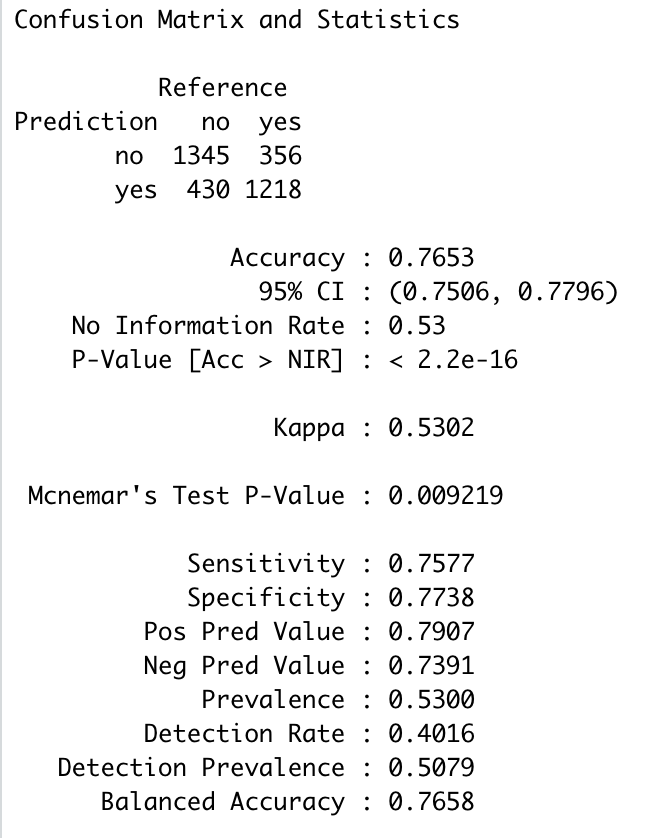 Confusion Matrix and Statistics
Reference
Prediction no yes
no 1345 356
yes 430 1218
Accuracy : 0.7653
95% CI : (0.7506, 0.7796)
No Information Rate : 0.53
P-Value [Acc > NIR] : < 2.2e-16
Kappa : 0.5302
Mcnemar's Test P-Value : 0.009219
Sensitivity : 0.7577
Specificity : 0.7738
Pos Pred Value : 0.7907
Neg Pred Value : 0.7391
Prevalence : 0.5300
Detection Rate : 0.4016
Detection Prevalence : 0.5079
Balanced Accuracy : 0.7658